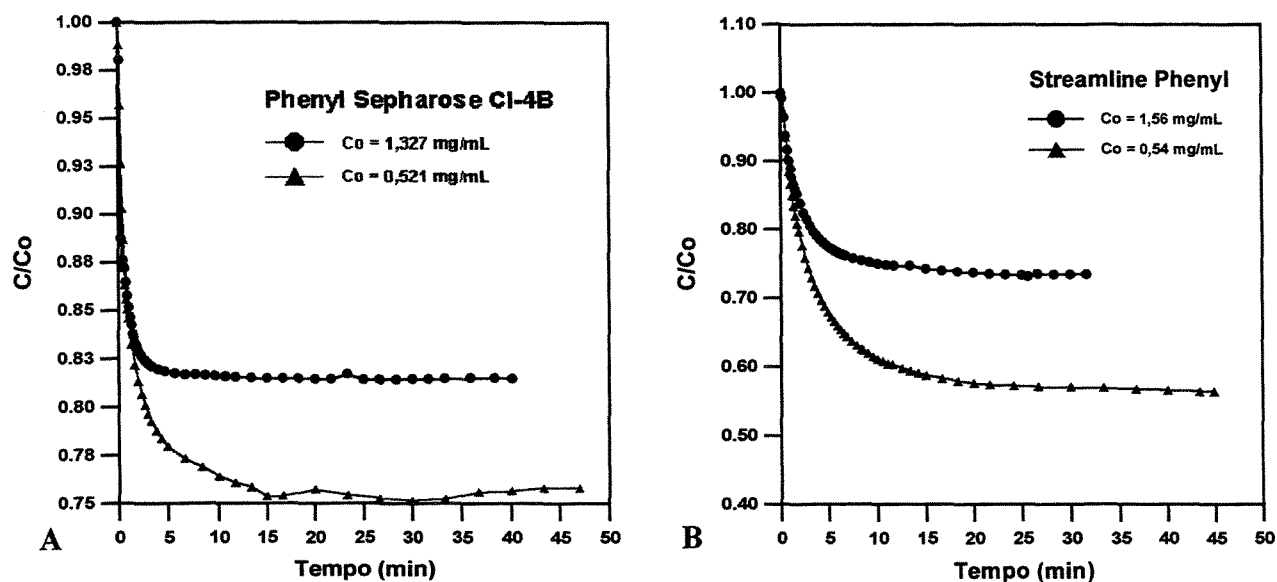 1.00
0.98
0.95
0.93
0.90
0.88
0.85
0.83
0.80
0.78
0.75
C/Co
Phenyl Sepharose Cl-4B
Co = 1,327 mg/mL
Co = 0,521 mg/mL
0 5 10 15 20 25 30 35 40 45 50
Tempo (min)
A
1.10
1.00
0.90
0.80
0.70
0.60
0.50
0.40
C/Co
Streamline Phenyl
Co = 1,56 mg/mL
Co = 0,54 mg/mL
0 5 10 15 20 25 30 35 40 45 50
Tempo (min)
B